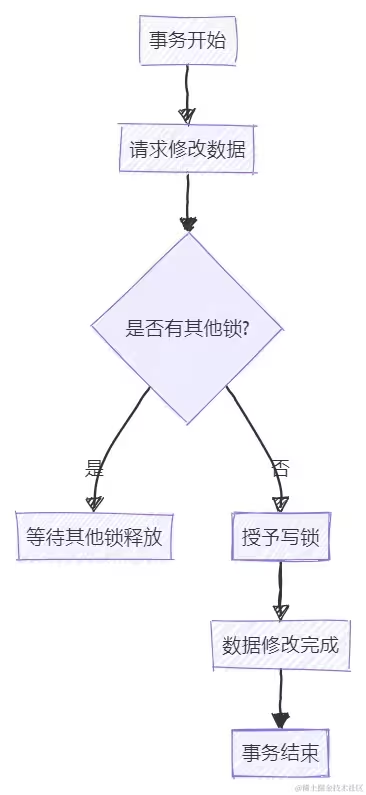 事务开始
请求修改数据
是否有其他锁?
是
否
等待其他锁释放
授予写锁
数据修改完成
事务结束
@稀土掘金技术社区